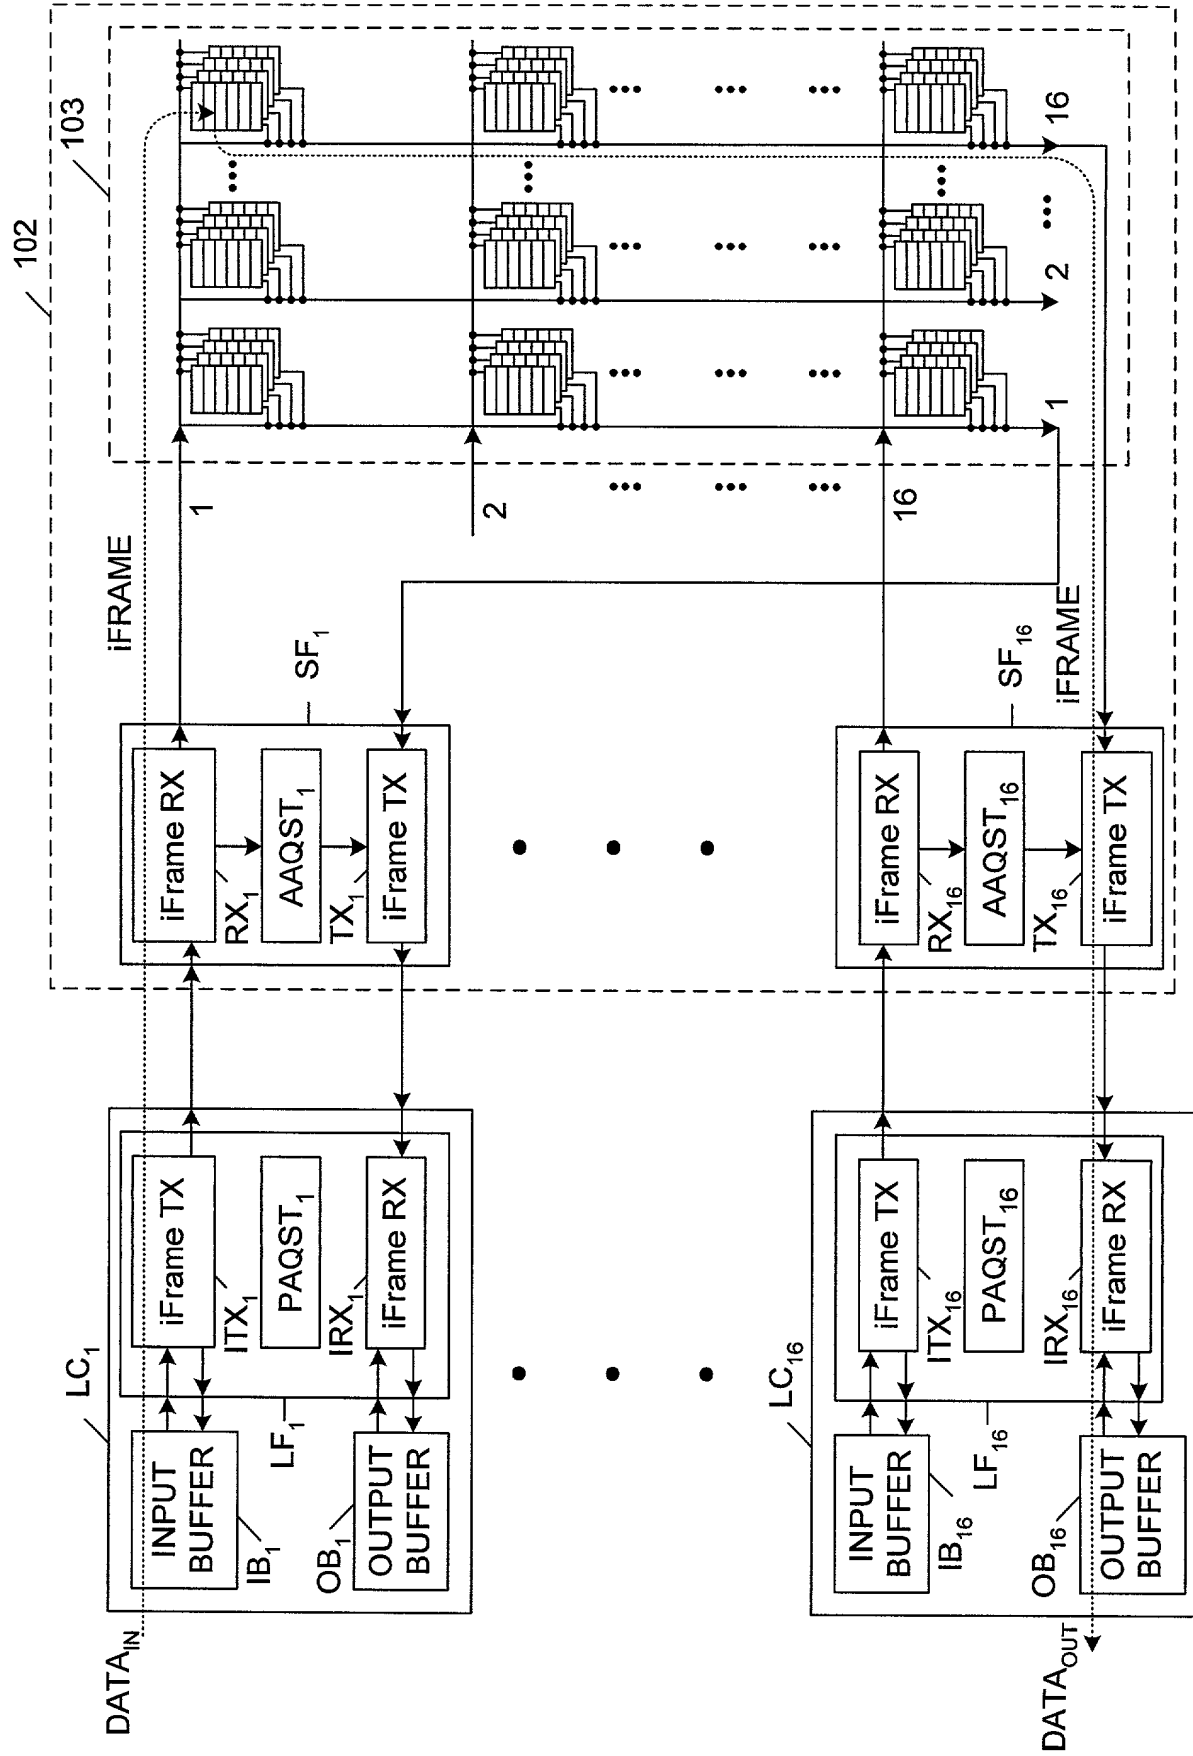 102
103
iFRAME
1
2
16
1
2
16
iFRAME
SF1
iFrame RX
RX1
AAQST1
TX1
iFrame TX
SF16
iFrame RX
RX16
AAQST16
TX16
iFrame TX
LC1
iFrame TX
ITX1
PAQST1
IRX1
iFrame RX
LF1
INPUT
BUFFER
IB1
OB1
OUTPUT
BUFFER
DATAIN
LC16
iFrame TX
ITX16
PAQST16
IRX16
iFrame RX
LF16
INPUT
BUFFER
IB16
OB16
OUTPUT
BUFFER
DATAOUT